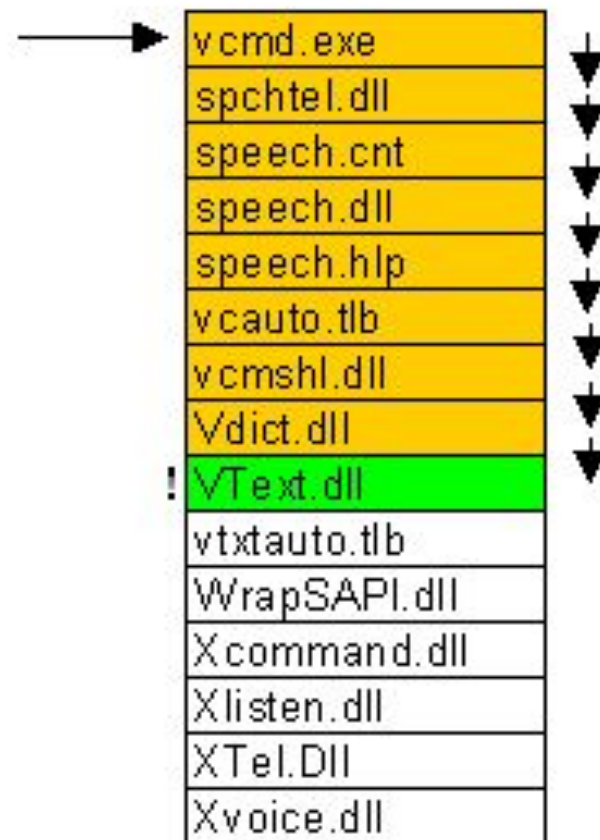 vcmd.exe
spchtel.dll
speech.cnt
speech.dll
speech.hlp
vcauto.tlb
vcmshl.dll
Vdict.dll
! VText.dll
vtxtauto.tlb
WrapSAPI.dll
Xcommand.dll
Xlisten.dll
XTel.Dll
Xvoice.dll